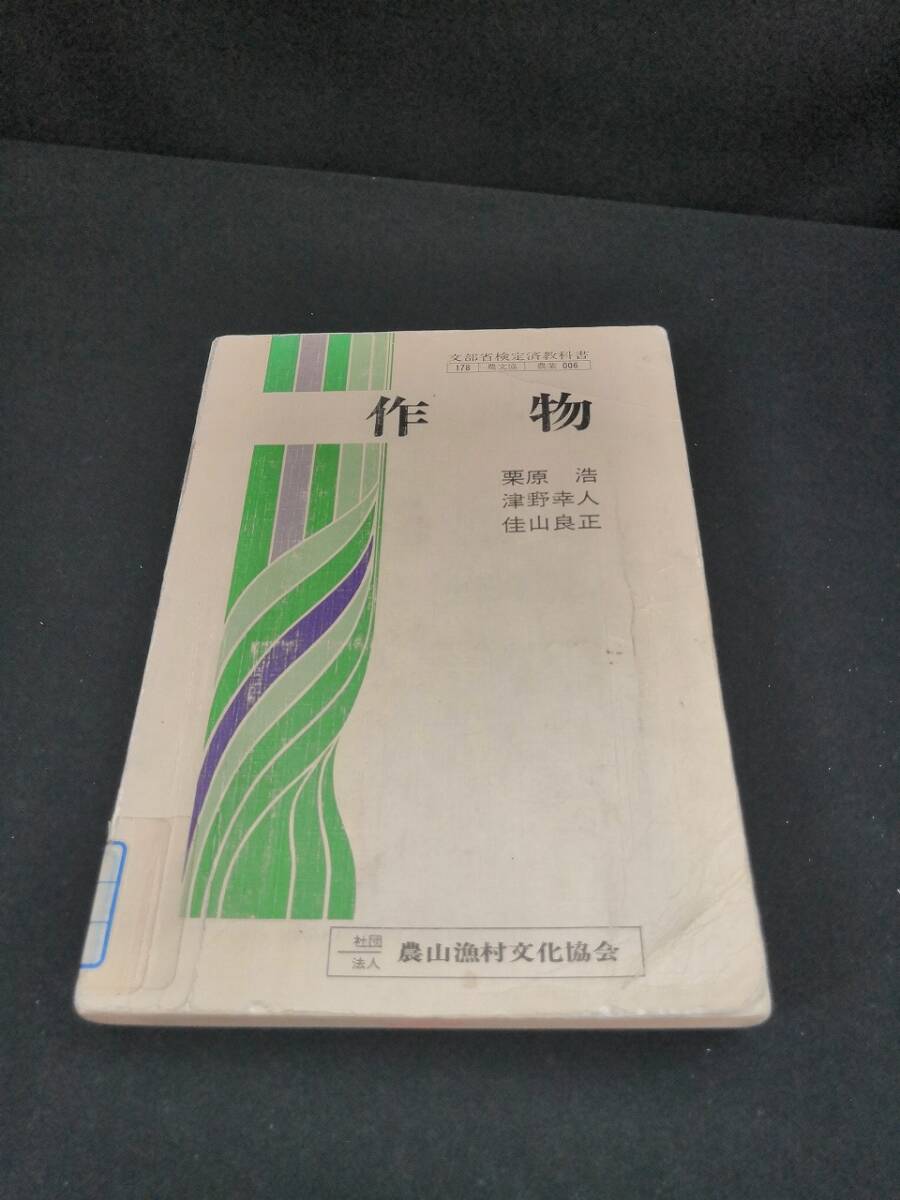 文部省検定済教科書
178 農文協 農業 006
作物
栗原 浩
津野幸人
佳山良正
社団
法人
農山漁村文化協会